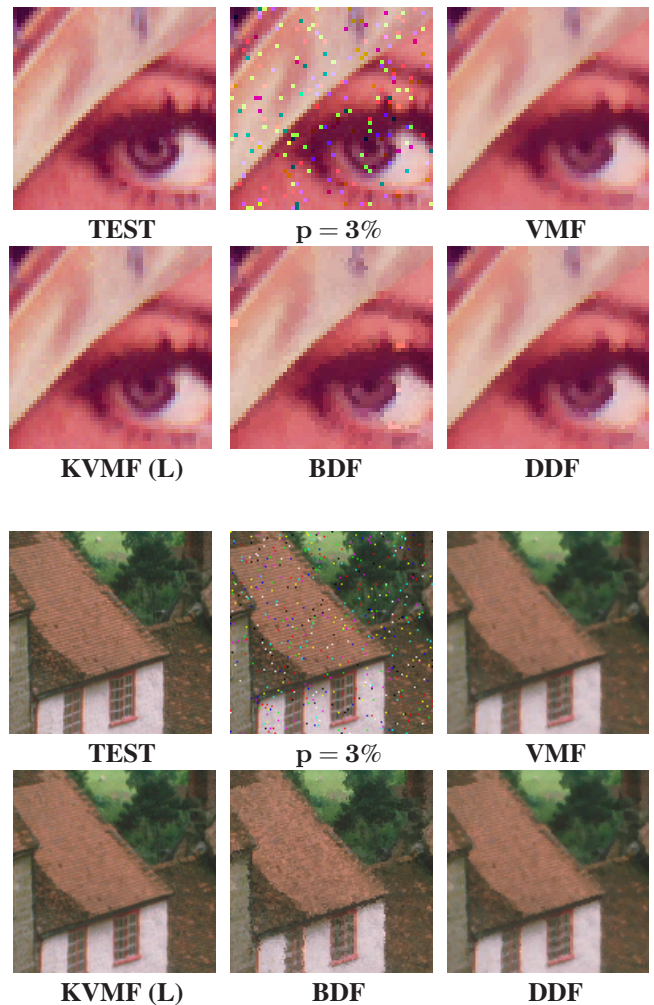 TEST p = 3% VMF
KVMF (L) BDF DDF
TEST p = 3% VMF
KVMF (L) BDF DDF